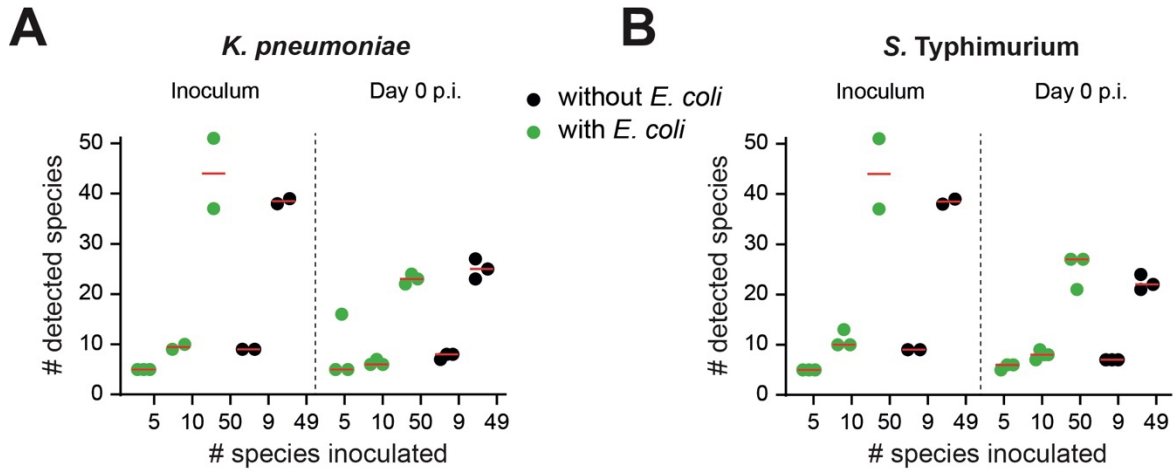 A
K. pneumoniae
Inoculum
Day 0 p.i.
# detected species
50
40
30
20
10
0
5 10 50 9 49 5 10 50 9 49
# species inoculated
without E. coli
with E. coli
B
S. Typhimurium
Inoculum
Day 0 p.i.
# detected species
50
40
30
20
10
0
5 10 50 9 49 5 10 50 9 49
# species inoculated